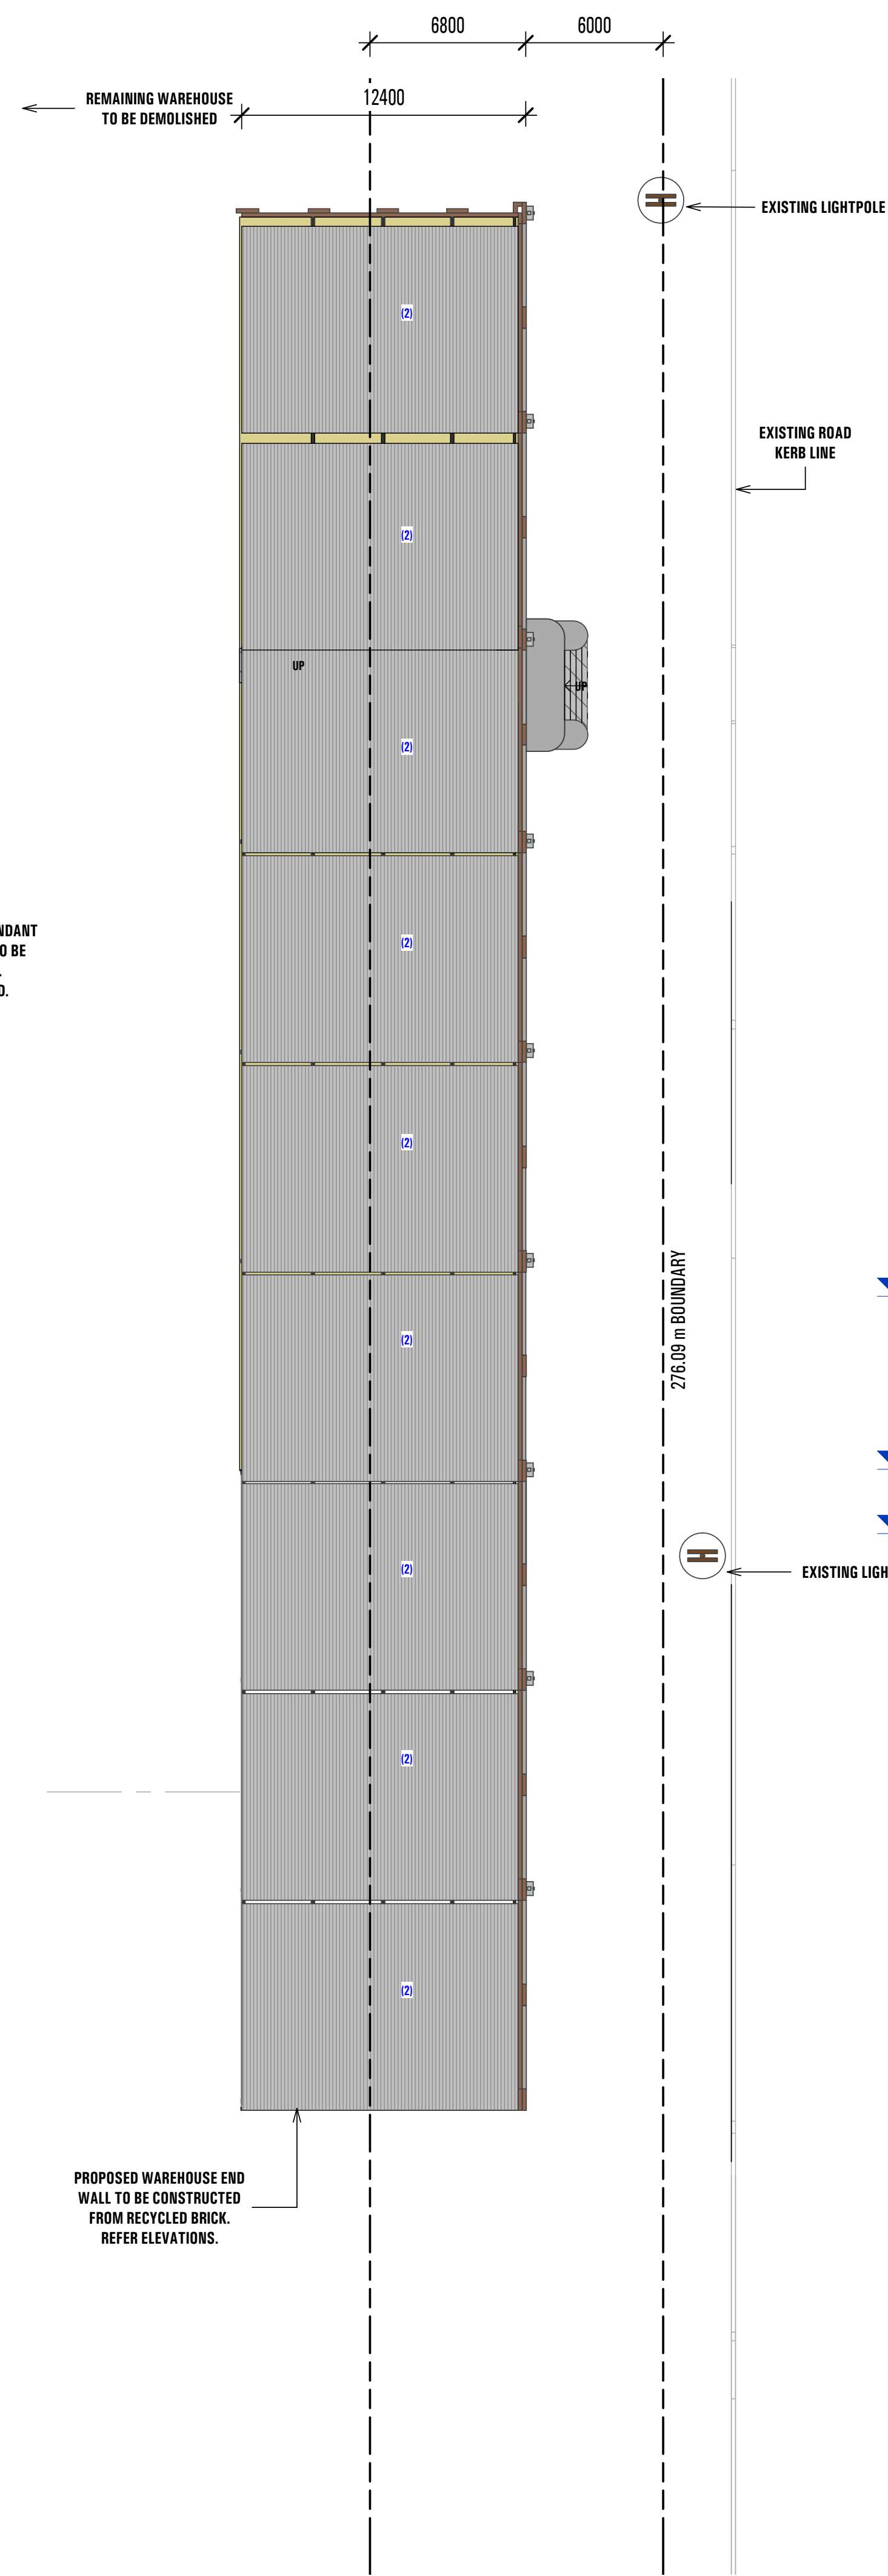 6800
6000
12400
REMAINING WAREHOUSE
TO BE DEMOLISHED
EXISTING LIGHTPOLE
(2)
EXISTING ROAD
KERB LINE
(2)
UP
UP
(2)
(2)
O BE
(2)
276.09 m BOUNDARY
(2)
(2)
EXISTING
(2)
(2)
PROPOSED WAREHOUSE END
WALL TO BE CONSTRUCTED
FROM RECYCLED BRICK.
REFER ELEVATIONS.